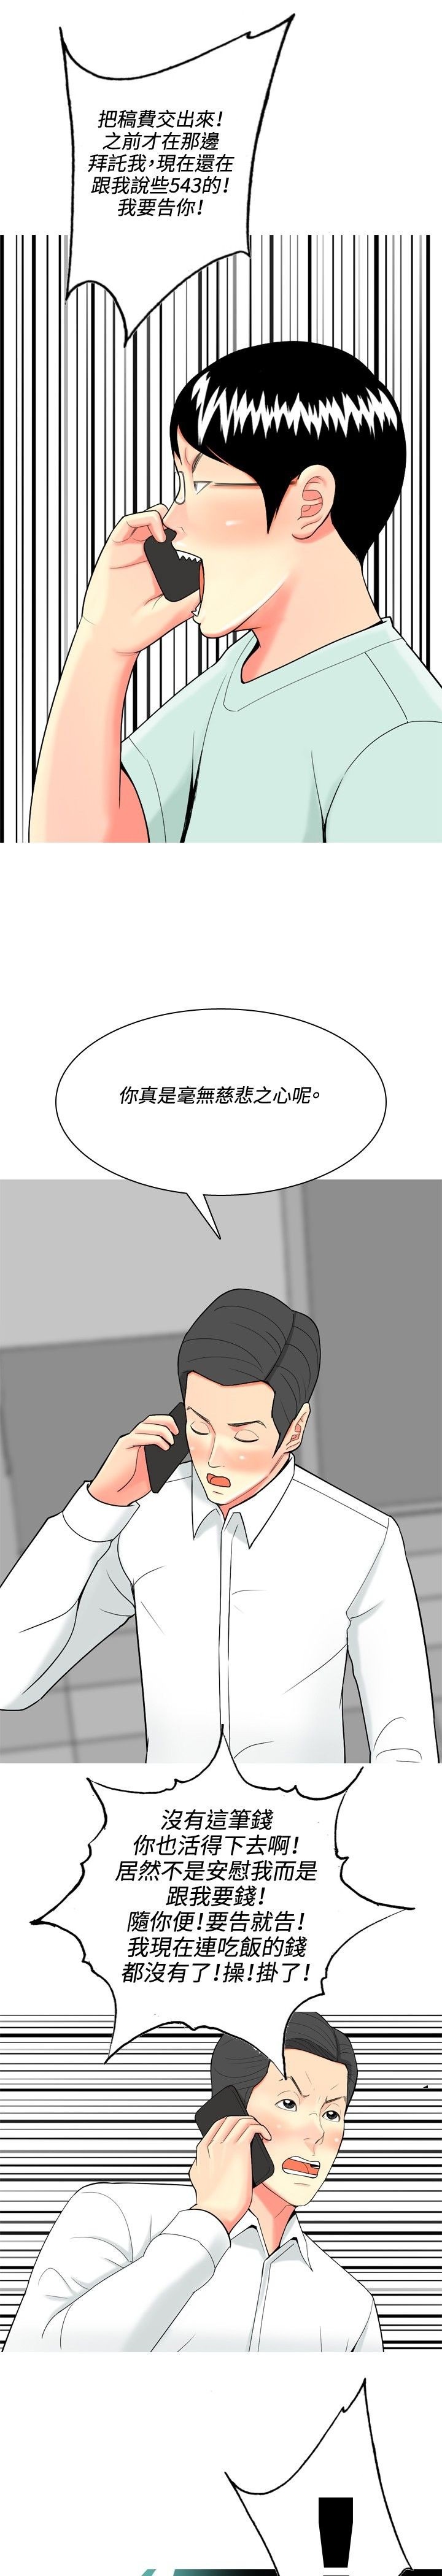 把稿費交出來！
之前才在那邊
拜託我，現在還在
跟我說些543的！
我要告你！
你真是毫無慈悲之心呢。
沒有這筆錢
你也活得下去啊！
居然不是安慰我而是
跟我要錢！
隨你便！要告就告！
我現在連吃飯的錢
都沒有了！操！掛了！